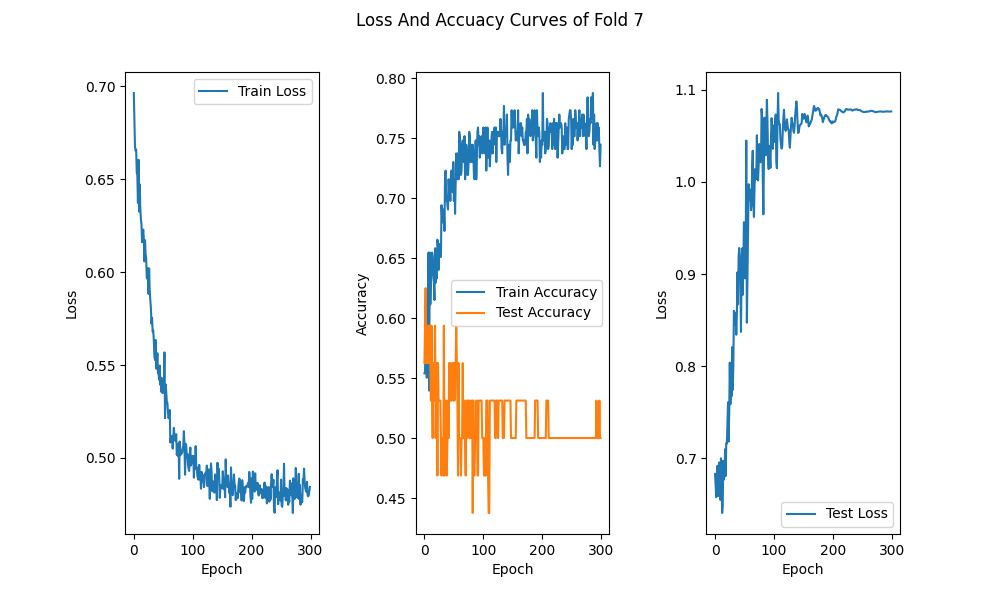 Loss And Accuacy Curves of Fold 7
0.70
0.65
0.60
0.55
0.50
Loss
0 100 200 300
Epoch
Train Loss
0.80
0.75
0.70
0.65
0.60
0.55
0.50
0.45
Accuracy
0 100 200 300
Epoch
Train Accuracy
Test Accuracy
1.1
1.0
0.9
0.8
0.7
Loss
0 100 200 300
Epoch
Test Loss